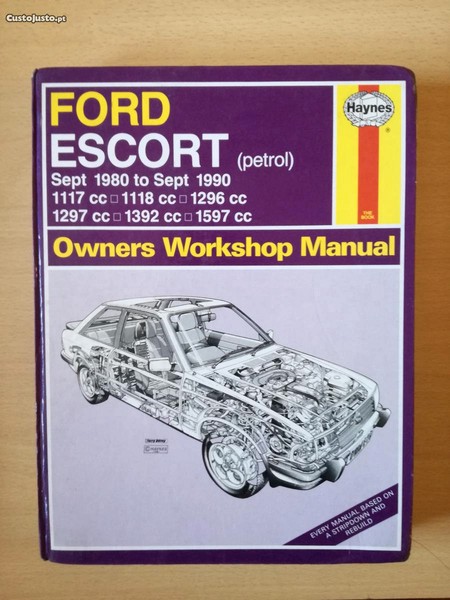 CustoJusto.pt
FORD
ESCORT (petrol)
Sept 1980 to Sept 1990
1117 cc □ 1118 cc □ 1296 cc
1297 cc □ 1392 cc □ 1597 cc
Haynes
®
THE
BOOK
Owners Workshop Manual
EVERY MANUAL BASED ON
A STRIPDOWN AND
REBUILD